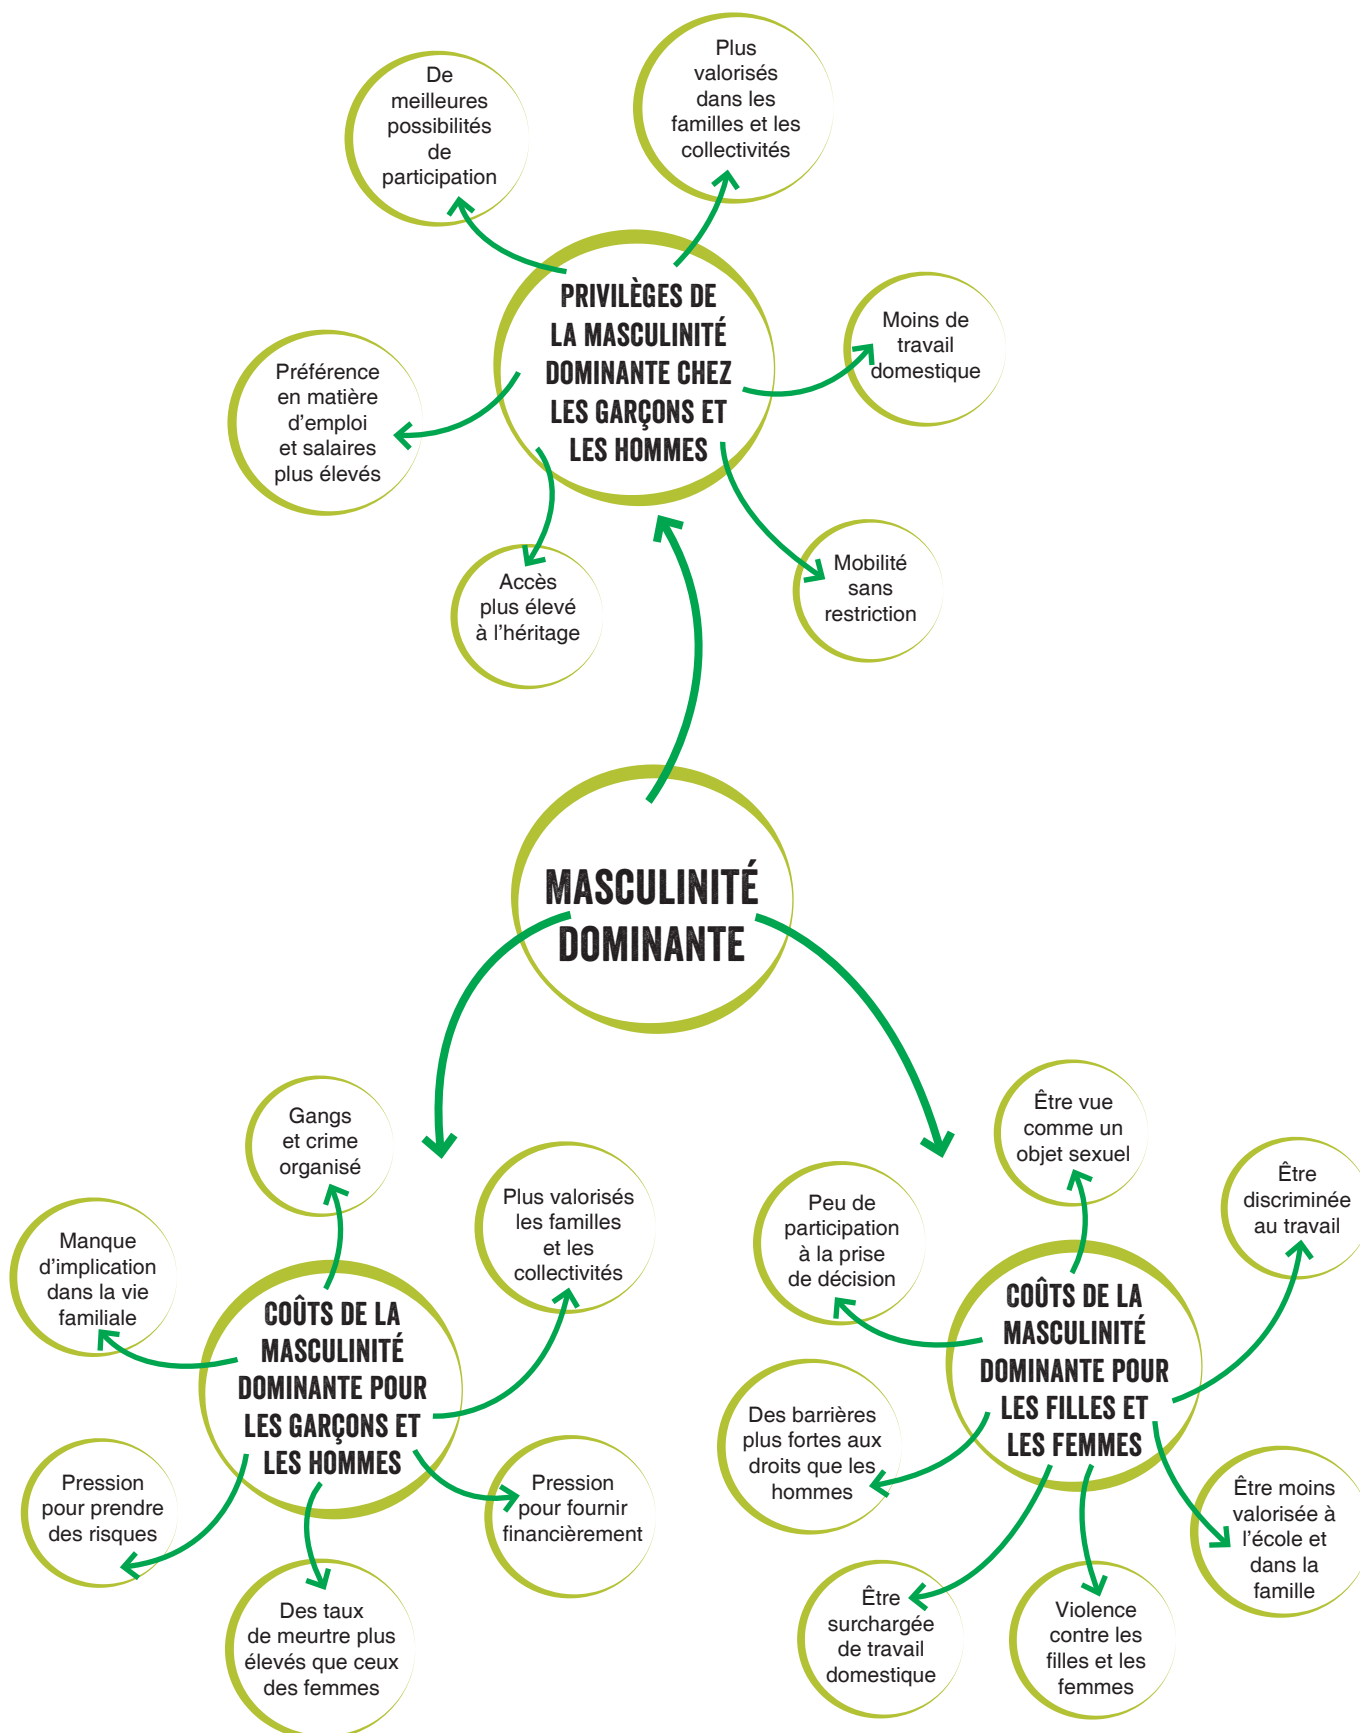 De
meilleures
possibilités
de
participation
Plus
valorisés
dans les
familles et les
collectivités
PRIVILÈGES DE
LA MASCULINITÉ
DOMINANTE CHEZ
LES GARÇONS ET
LES HOMMES
Moins de
travail
domestique
Préférence
en matière
d'emploi
et salaires
plus élevés
Accès
plus élevé
à l'héritage
Mobilité
sans
restriction
MASCULINITÉ
DOMINANTE
Gangs
et crime
organisé
Plus valorisés
les familles
et les
collectivités
Manque
d'implication
dans la vie
familiale
COÛTS DE LA
MASCULINITÉ
DOMINANTE POUR
LES GARÇONS ET
LES HOMMES
Pression
pour prendre
des risques
Pression
pour fournir
financièrement
Des taux
de meurtre plus
élevés que ceux
des femmes
Être vue
comme un
objet sexuel
Être
discriminée
au travail
Peu de
participation
à la prise
de décision
COÛTS DE LA
MASCULINITÉ
DOMINANTE POUR
LES FILLES ET
LES FEMMES
Des barrières
plus fortes aux
droits que les
hommes
Être moins
valorisée à
l'école et
dans la
famille
Être
surchargée
de travail
domestique
Violence
contre les
filles et les
femmes